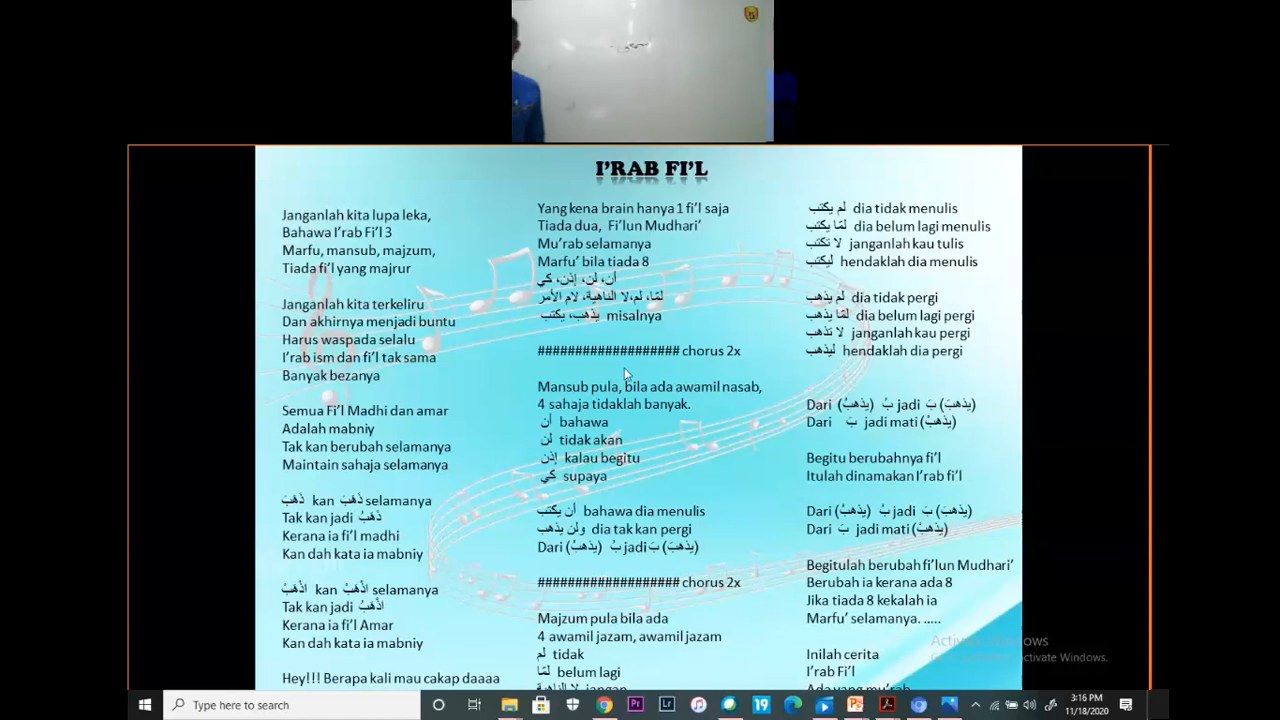 I'RAB FI'L
Janganlah kita lupa leka,
Bahawa I'rab Fi'l 3
Marfu, mansub, majzum,
Tiada fi'l yang majrur
Janganlah kita terkeliru
Dan akhirnya menjadi buntu
Harus waspada selalu
I'rab ism dan fi'l tak sama
Banyak bezanya
Semua Fi'l Madhi dan amar
Adalah mabniy
Tak kan berubah selamanya
Maintain sahaja selamanya
ذَهَبَ kan ذَهَبَ selamanya
Tak kan jadi ذَهَبُ
Kerana ia fi'l madhi
Kan dah kata ia mabniy
اذْهَبْ kan اذْهَبْ selamanya
Tak kan jadi اذْهَبُ
Kerana ia fi'l Amar
Kan dah kata ia mabniy
Hey!!! Berapa kali mau cakap daaaa
Yang kena brain hanya 1 fi'l saja
Tiada dua, Fi'lun Mudhari'
Mu'rab selamanya
Marfu' bila tiada 8
أن، لن، إذن، كي
لمّا، لم، لا الناهية، لام الأمر
يذهب، يكتب misalnya
################### chorus 2x
Mansub pula, bila ada awamil nasab,
4 sahaja tidaklah banyak.
أن bahawa
لن tidak akan
إذن kalau begitu
كي supaya
أن يكتب bahawa dia menulis
ولن يذهب dia tak kan pergi
Dari (يذهبُ) بُ jadi بَ (يذهبَ)
################### chorus 2x
Majzum pula bila ada
4 awamil jazam, awamil jazam
لم tidak
لمّا belum lagi
لا الناهية jangan
لم يكتب dia tidak menulis
لمّا يكتب dia belum lagi menulis
لا تكتب janganlah kau tulis
ليكتب hendaklah dia menulis
لم يذهب dia tidak pergi
لمّا يذهب dia belum lagi pergi
لا تذهب janganlah kau pergi
ليذهب hendaklah dia pergi
Dari (يذهبُ) بُ jadi بَ (يذهبَ)
Dari بَ jadi mati (يذهبْ)
Begitu berubahnya fi'l
Itulah dinamakan I'rab fi'l
Dari (يذهبُ) بُ jadi بَ (يذهبَ)
Dari بَ jadi mati (يذهبْ)
Begitulah berubah fi'lun Mudhari'
Berubah ia kerana ada 8
Jika tiada 8 kekalah ia
Marfu' selamanya. .....
Inilah cerita
I'rab Fi'l
Ada yang mu'rab
Type here to search
3:16 PM
11/18/2020